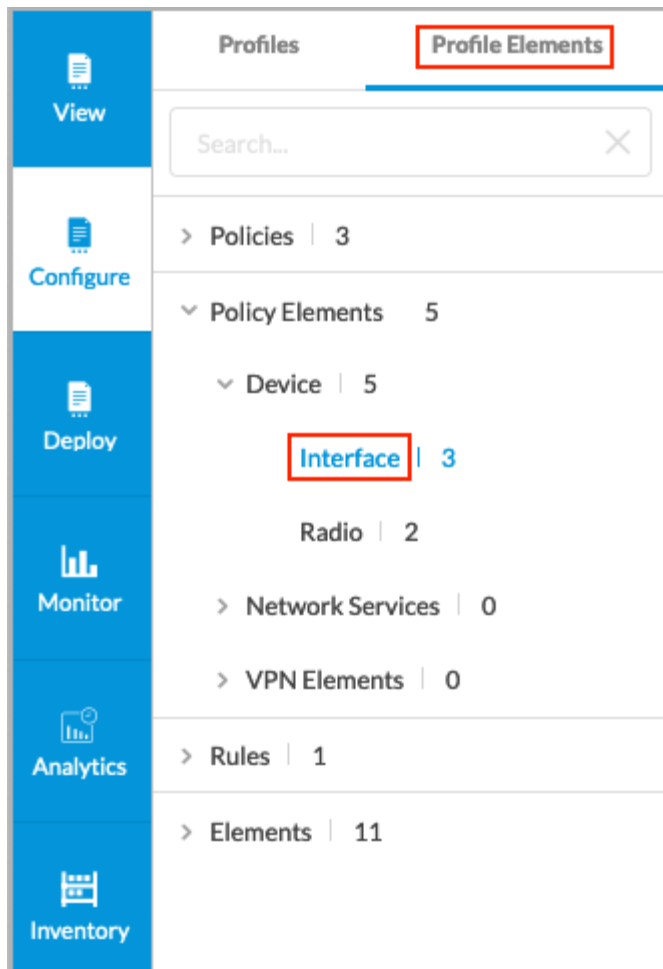 View
Configure
Deploy
Monitor
Analytics
Inventory
Profiles
Profile Elements
Search...
Policies 3
Policy Elements 5
Device 5
Interface 3
Radio 2
Network Services 0
VPN Elements 0
Rules 1
Elements 11